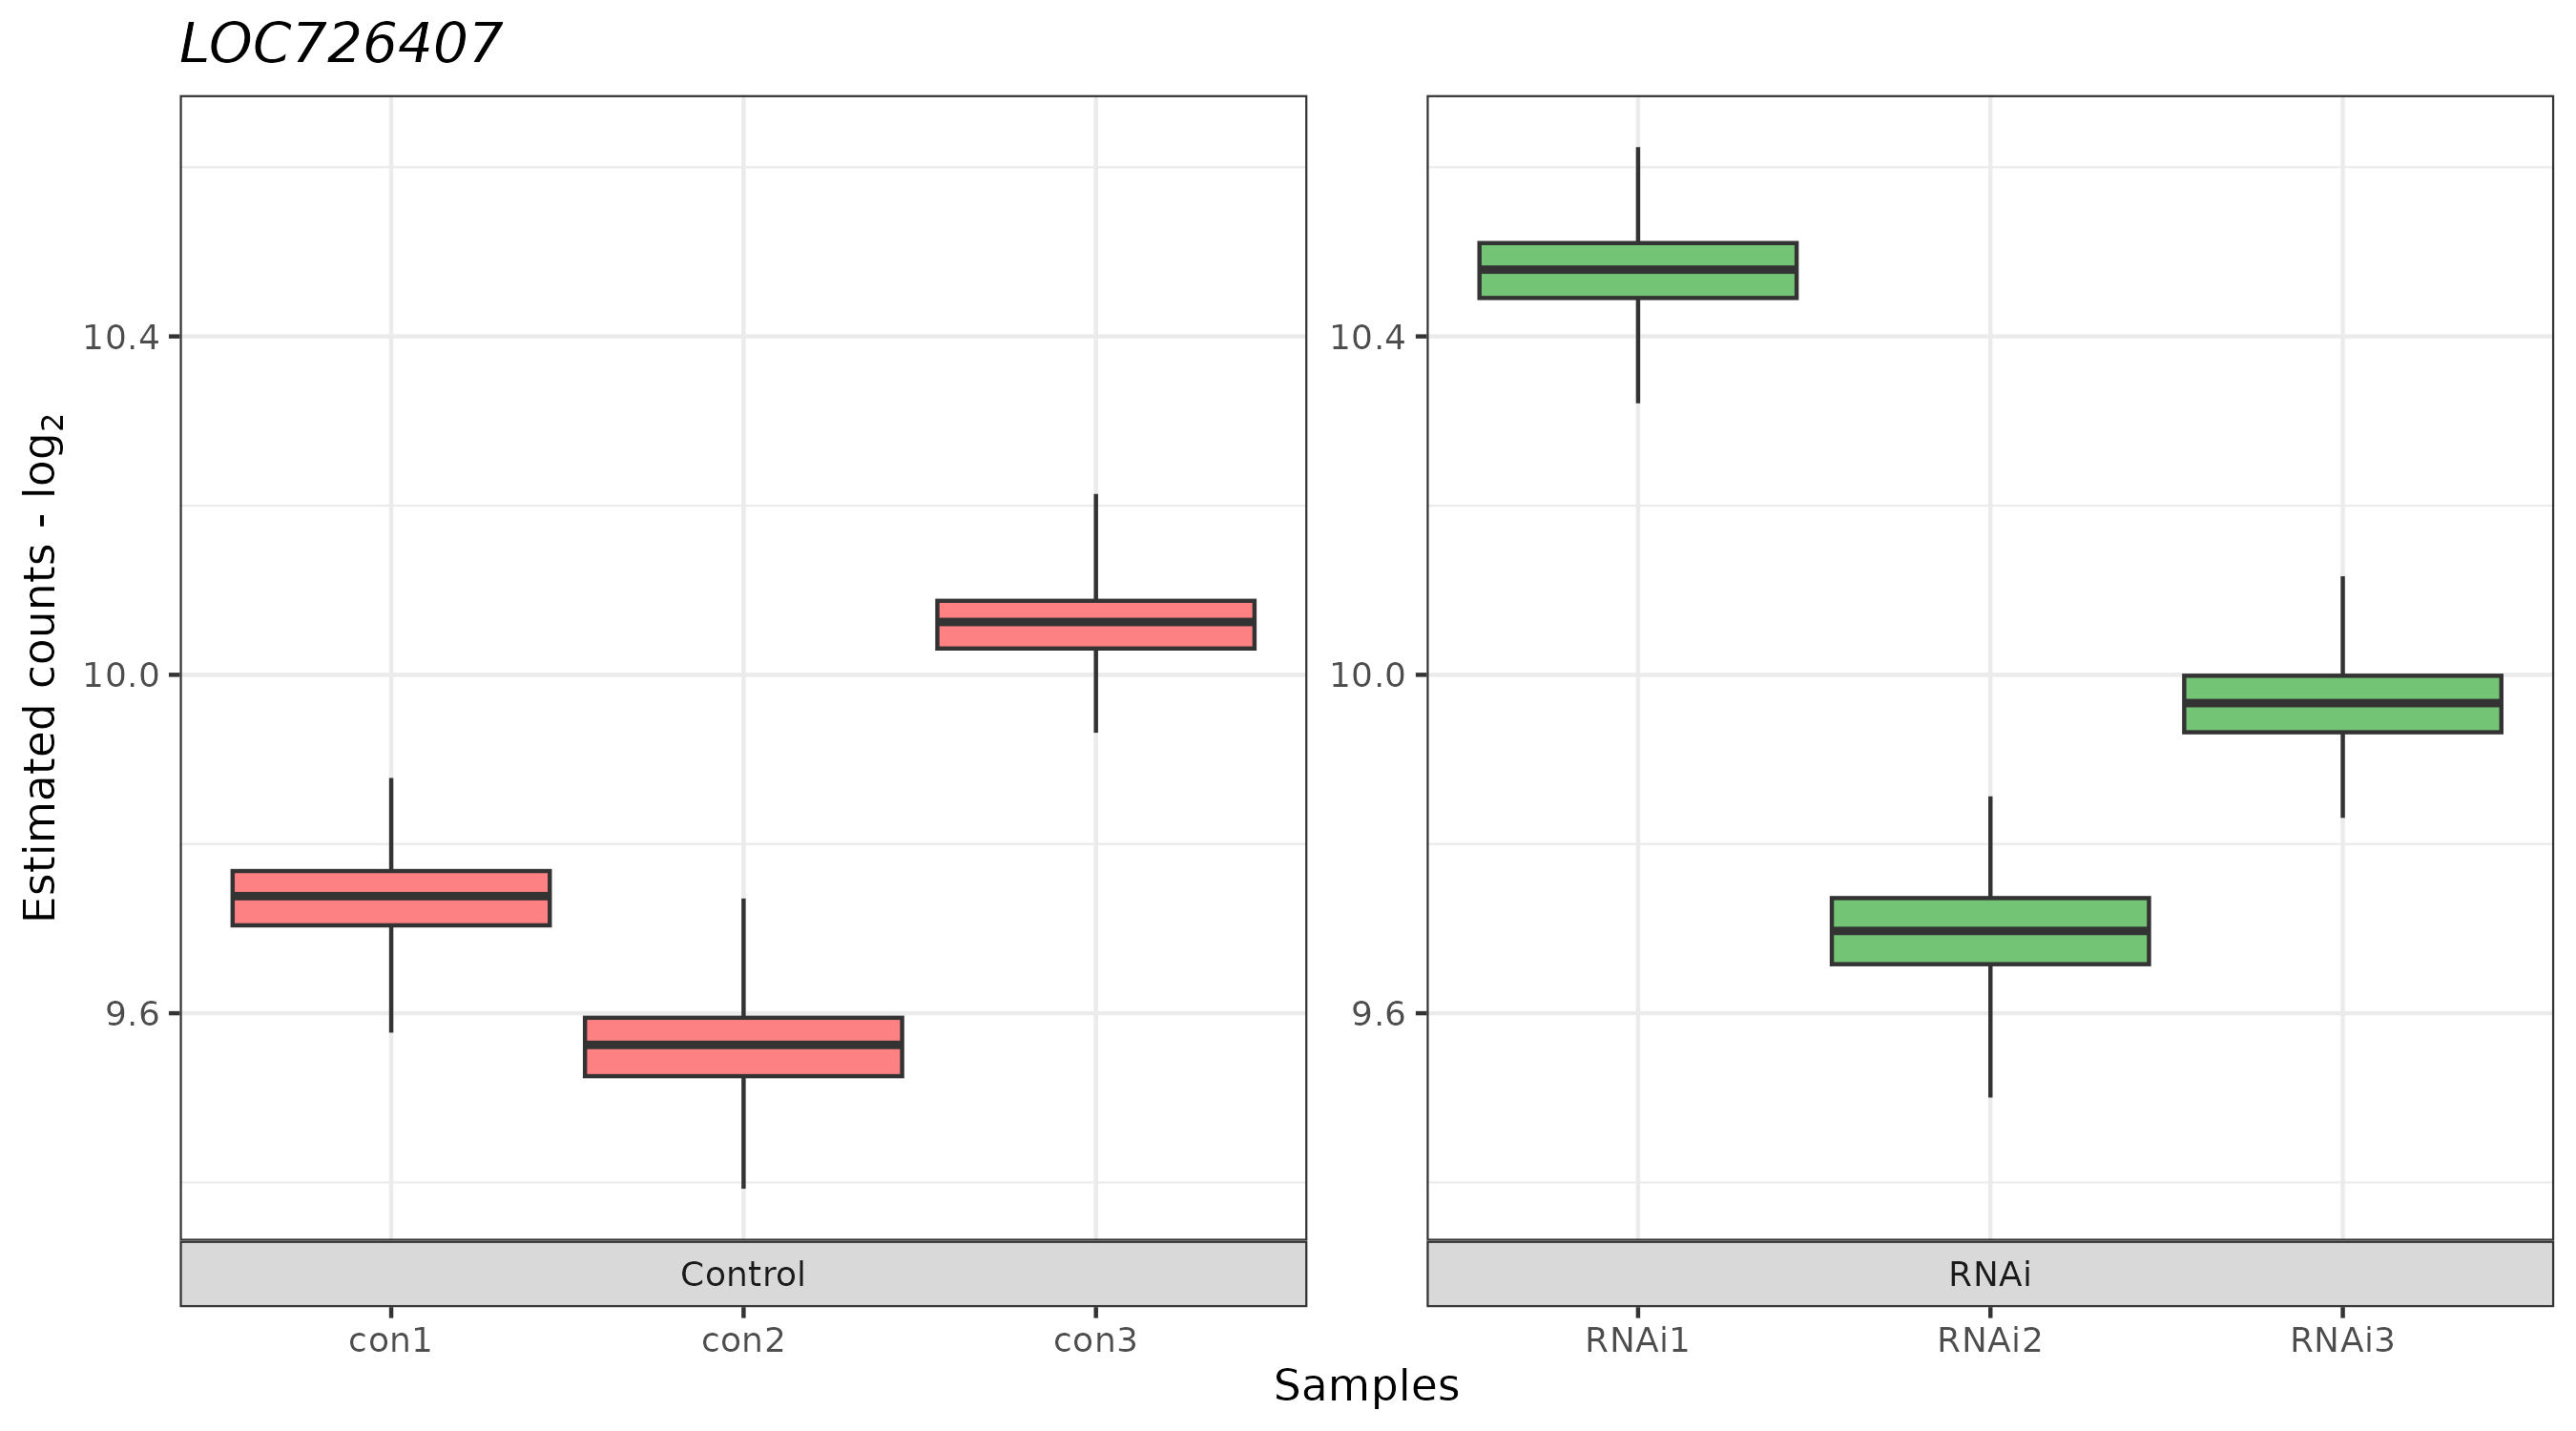 LOC726407
Estimated counts - log₂
10.4
10.0
9.6
10.4
10.0
9.6
Control
RNAi
con1 con2 con3 RNAi1 RNAi2 RNAi3
Samples